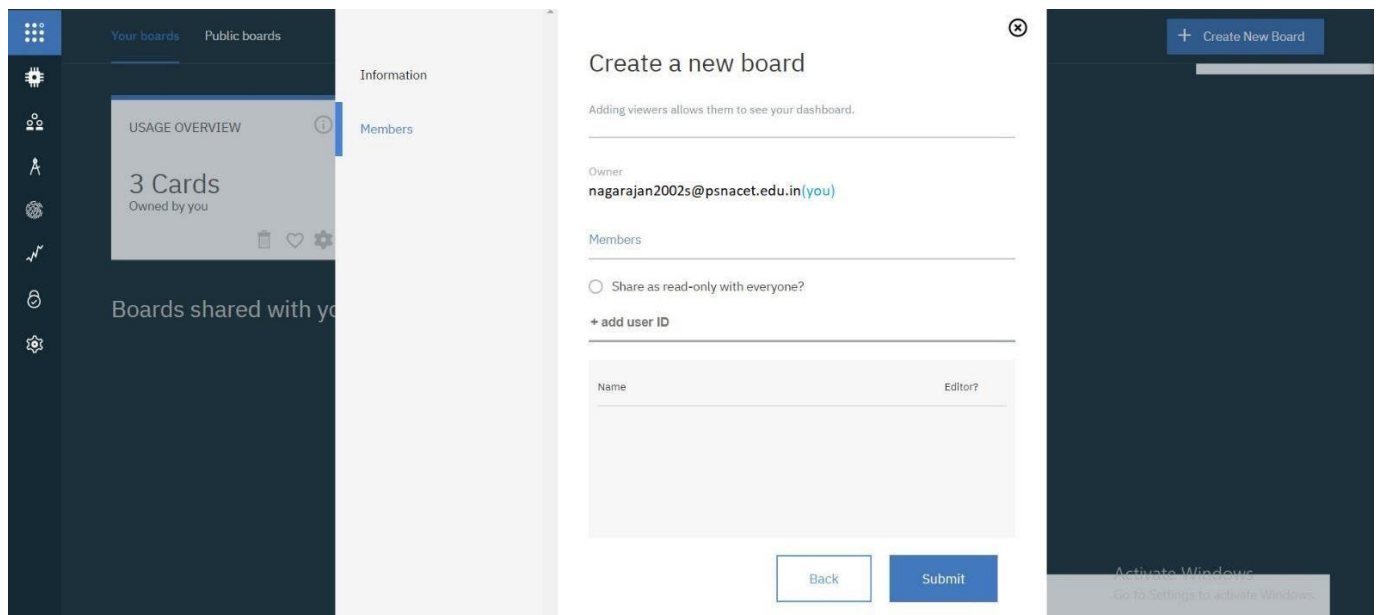 Your boards Public boards
USAGE OVERVIEW
3 Cards
Owned by you
Boards shared with yo
Information
Members
Create a new board
Adding viewers allows them to see your dashboard.
Owner
nagarajan2002s@psnacet.edu.in(you)
Members
Share as read-only with everyone?
+ add user ID
Name Editor?
Back Submit
+ Create New Board
Activate Windows
Go to Settings to activate Windows.